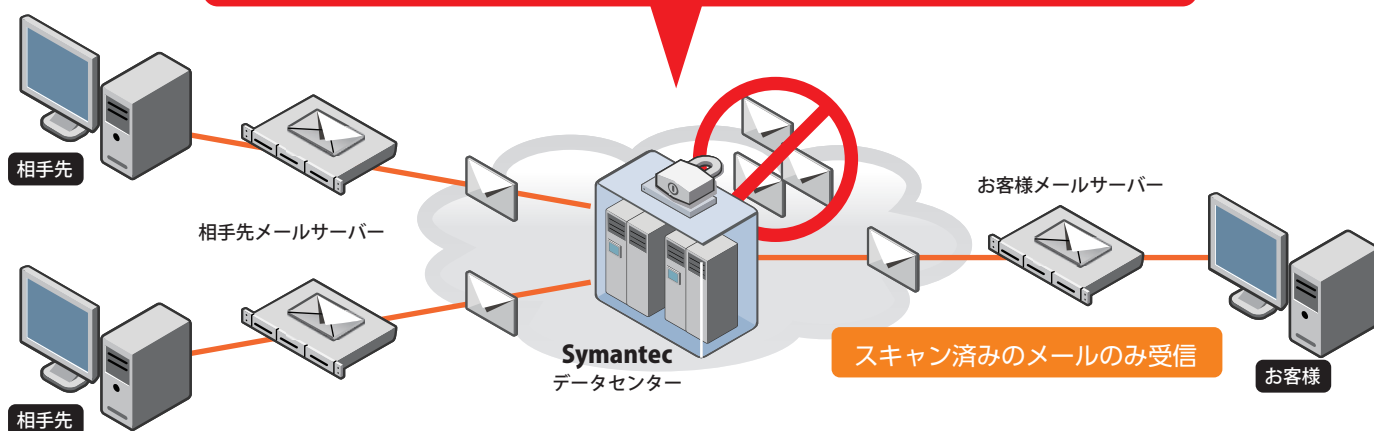 相手先
相手先メールサーバー
お客様メールサーバー
Symantec
データセンター
スキャン済みのメールのみ受信
お客様
相手先